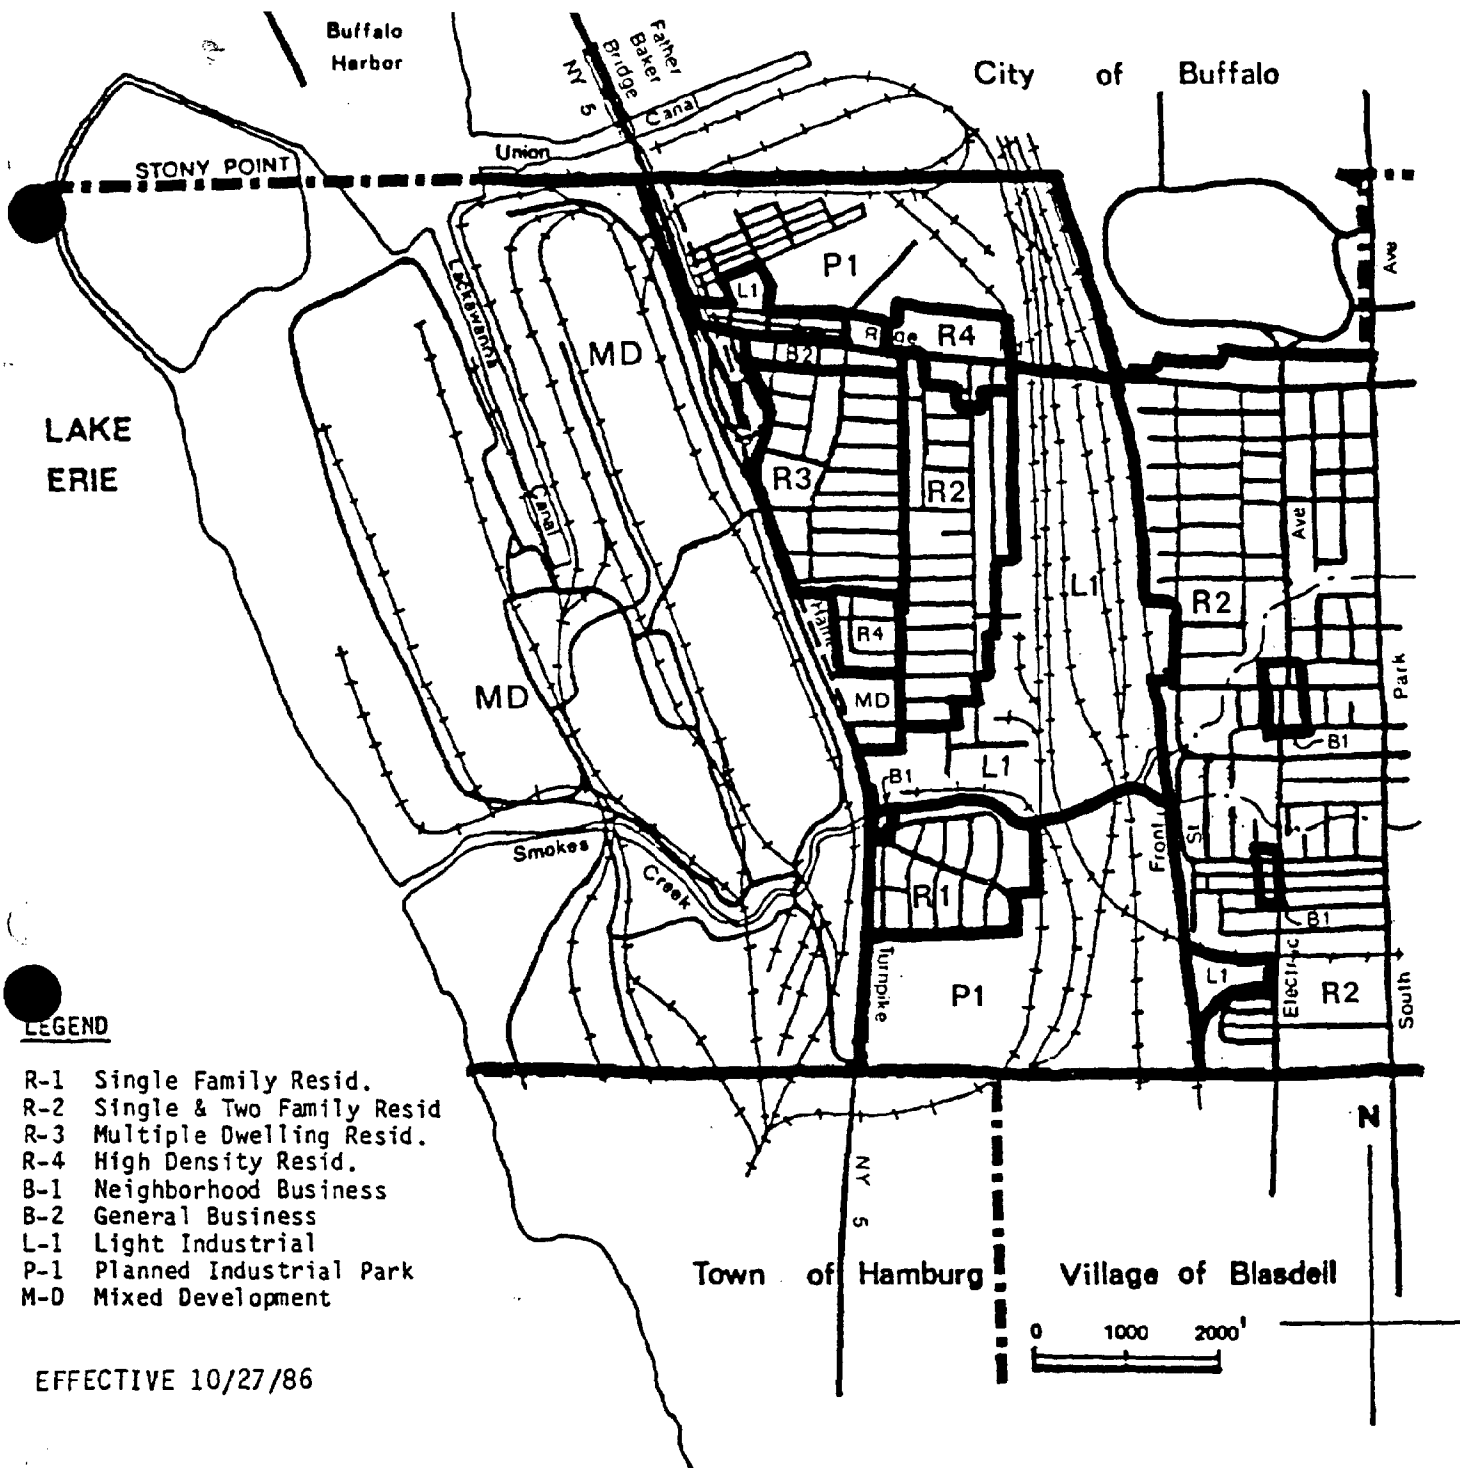 Buffalo
Harbor
Father
Baker
Bridge
NY 5
City of Buffalo
Canal
Union
STONY POINT
Ave
P1
L1
Lackawanna
MD
R4
B2
LAKE
ERIE
R3
R2
Canal
Ave
L1
R2
R4
MD
MD
Park
B1
L1
B1
Smokes
Creek
Front
St
R1
B1
Turnpike
P1
L1
Electric
R2
South
LEGEND
R-1 Single Family Resid.
R-2 Single & Two Family Resid
R-3 Multiple Dwelling Resid.
R-4 High Density Resid.
B-1 Neighborhood Business
B-2 General Business
L-1 Light Industrial
P-1 Planned Industrial Park
M-D Mixed Development
N
NY 5
Town of Hamburg
Village of Blasdell
0 1000 2000'
EFFECTIVE 10/27/86